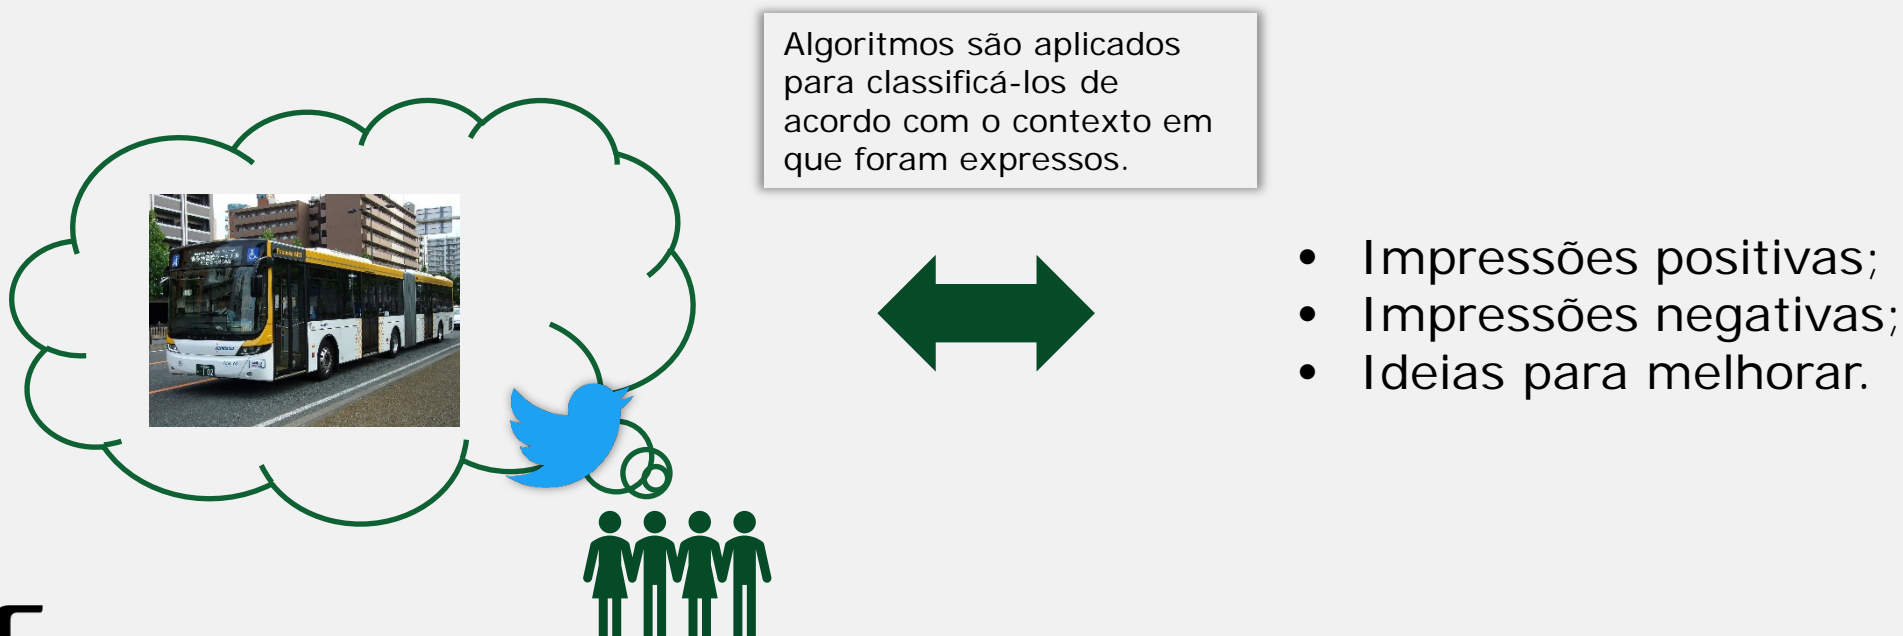 Algoritmos são aplicados
para classificá-los de
acordo com o contexto em
que foram expressos.
• Impressões positivas;
• Impressões negativas;
• Ideias para melhorar.